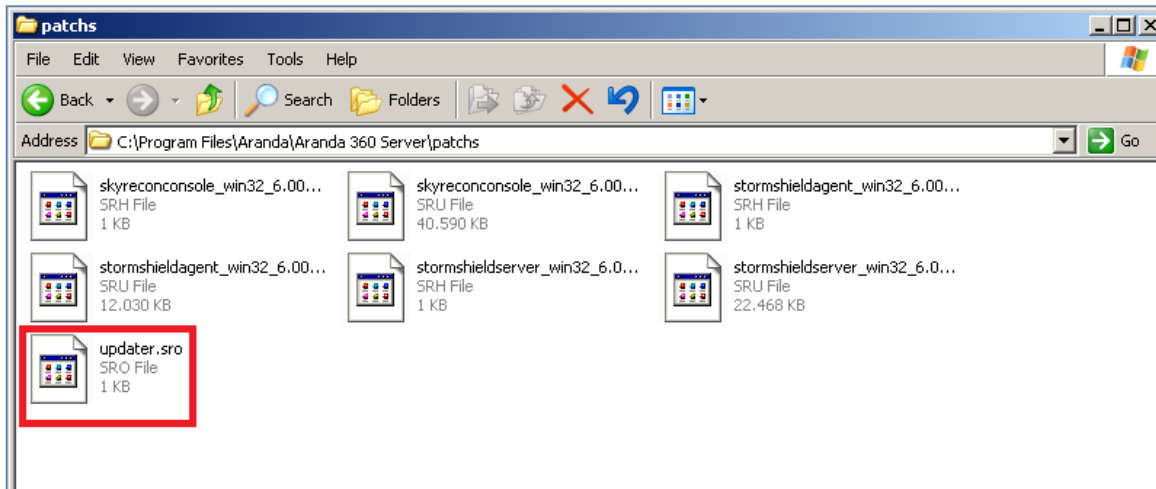 patchs
File Edit View Favorites Tools Help
Back Search Folders
Address C:\Program Files\Aranda\Aranda 360 Server\patchs Go
skyreconconsole_win32_6.00...
SRH File
1 KB
skyreconconsole_win32_6.00...
SRU File
40.590 KB
stormshieldagent_win32_6.00...
SRH File
1 KB
stormshieldagent_win32_6.00...
SRU File
12.030 KB
stormshieldserver_win32_6.0...
SRH File
1 KB
stormshieldserver_win32_6.0...
SRU File
22.468 KB
updater.sro
SRO File
1 KB